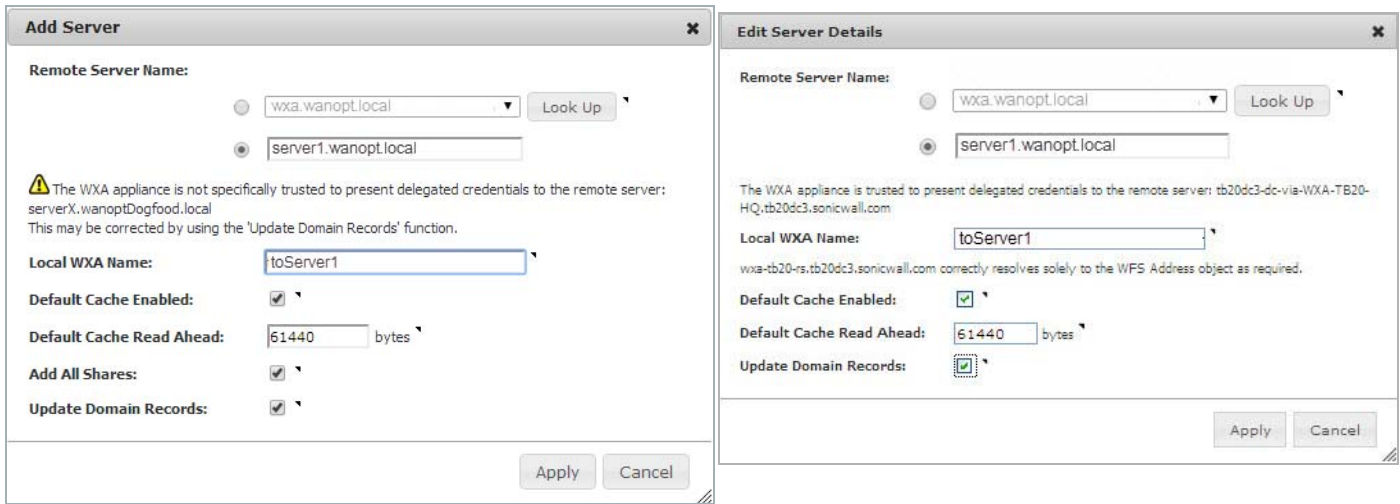 Add Server
Remote Server Name:
wxa.wanopt.local
Look Up
server1.wanopt.local
The WXA appliance is not specifically trusted to present delegated credentials to the remote server:
serverX.wanoptDogfood.local
This may be corrected by using the 'Update Domain Records' function.
Local WXA Name:
toServer1
Default Cache Enabled:
Default Cache Read Ahead:
61440
bytes
Add All Shares:
Update Domain Records:
Apply
Cancel
Edit Server Details
Remote Server Name:
wxa.wanopt.local
Look Up
server1.wanopt.local
The WXA appliance is trusted to present delegated credentials to the remote server: tb20dc3-dc-via-WXA-TB20-
HQ.tb20dc3.sonicwall.com
Local WXA Name:
toServer1
wxa-tb20-rs.tb20dc3.sonicwall.com correctly resolves solely to the WFS Address object as required.
Default Cache Enabled:
Default Cache Read Ahead:
61440
bytes
Update Domain Records:
Apply
Cancel